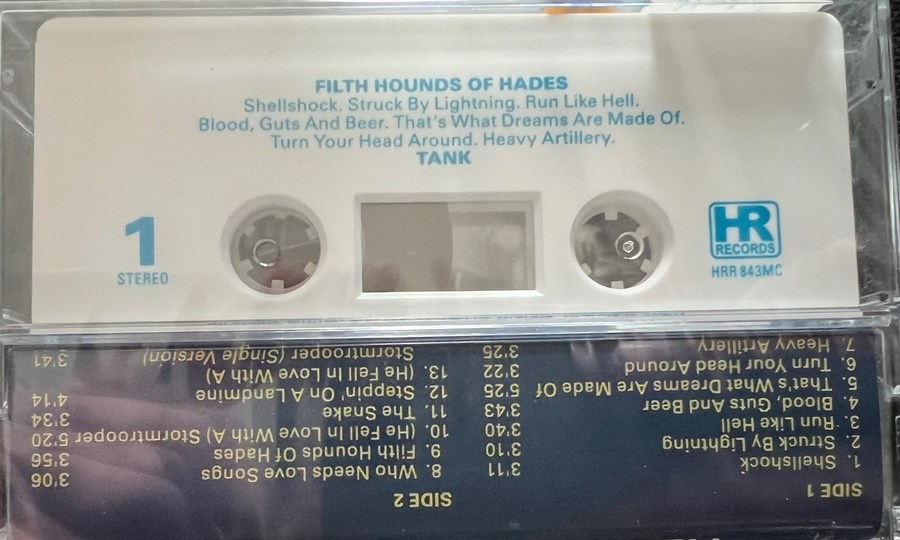 FILTH HOUNDS OF HADES
Shellshock. Struck By Lightning. Run Like Hell.
Blood, Guts And Beer. That's What Dreams Are Made Of.
Turn Your Head Around. Heavy Artillery.
TANK
1
STEREO
HR
RECORDS
HRR 843MC
SIDE 1
1. Shellshock 3'11
2. Struck By Lightning 3'10
3. Run Like Hell 3'40
4. Blood, Guts And Beer 3'43
5. That's What Dreams Are Made Of 5'25
6. Turn Your Head Around 3'22
7. Heavy Artillery 3'25
SIDE 2
8. Who Needs Love Songs 3'06
9. Filth Hounds Of Hades 3'56
10. (He Fell In Love With A) Stormtrooper 5'20
11. The Snake 3'34
12. Steppin' On A Landmine 4'14
13. (He Fell In Love With A)
Stormtrooper (Single Version) 3'41